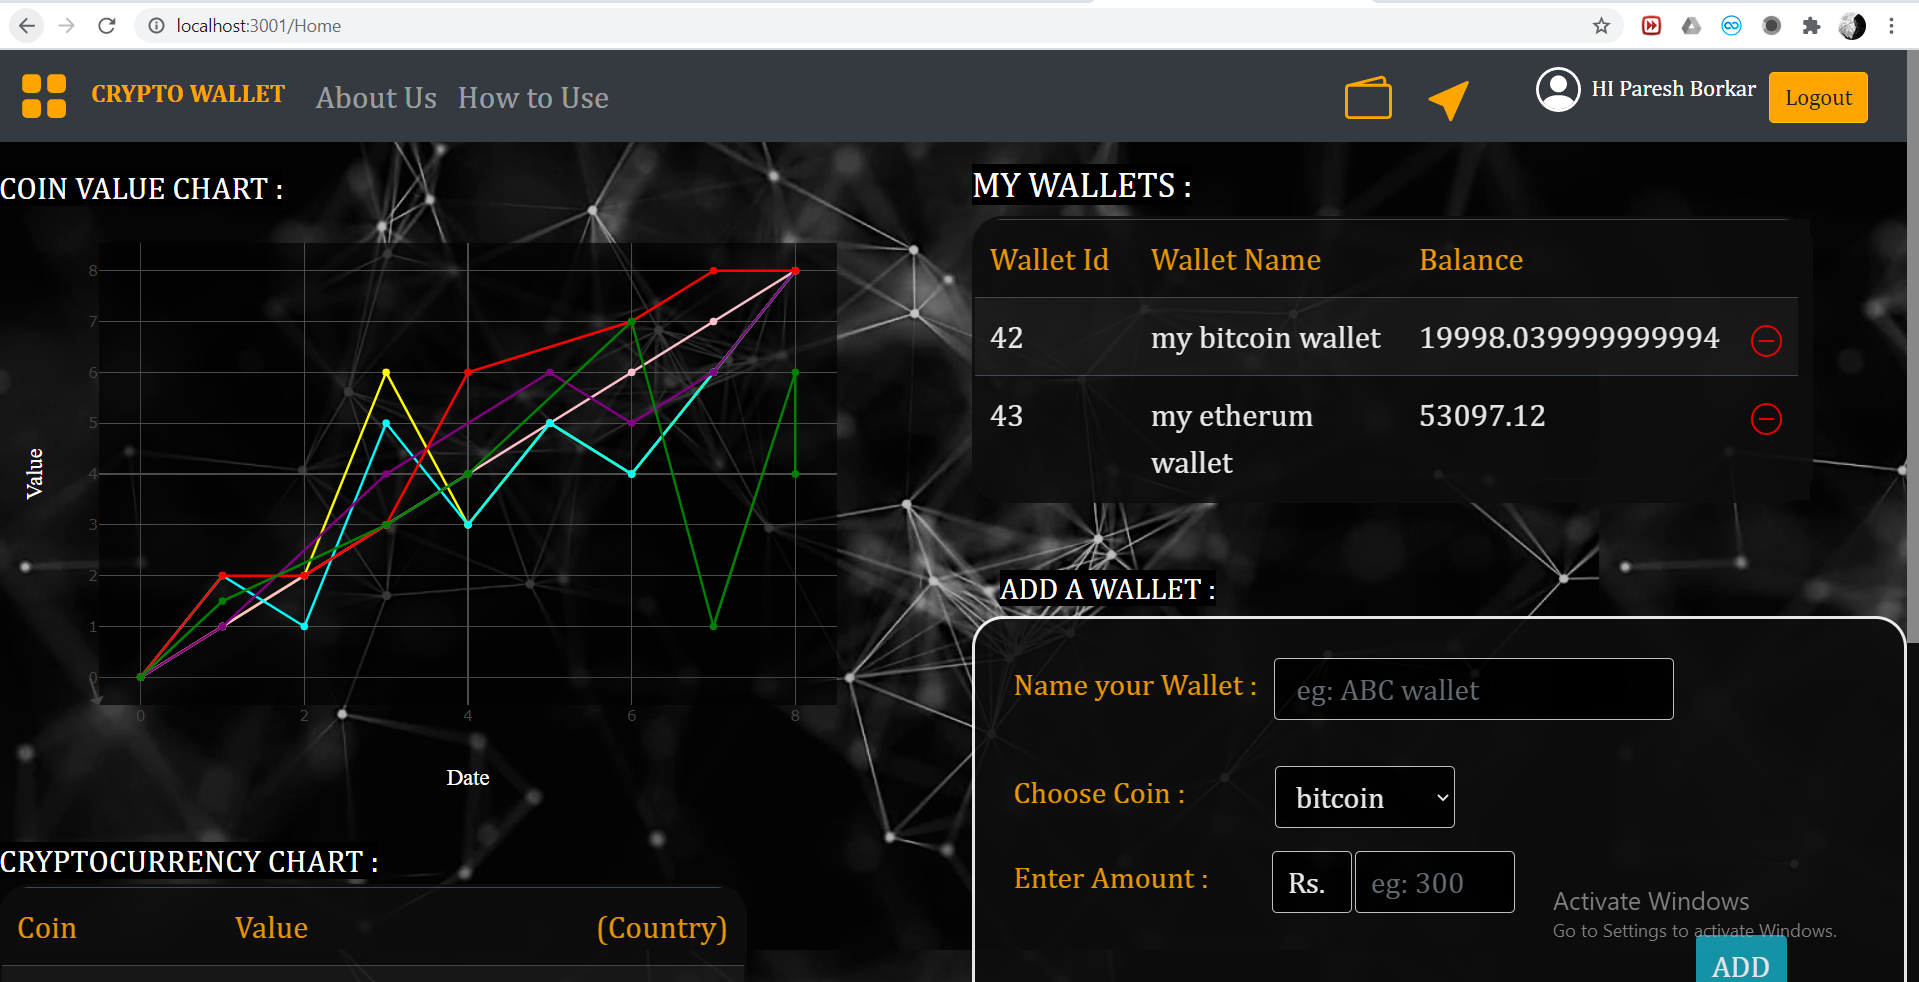 localhost:3001/Home
CRYPTO WALLET About Us How to Use HI Paresh Borkar Logout
COIN VALUE CHART :
8
7
6
5
4
3
2
1
0
0 2 4 6 8
Value
Date
CRYPTOCURRENCY CHART :
Coin Value (Country)
MY WALLETS :
Wallet Id Wallet Name Balance
42 my bitcoin wallet 19998.039999999994
43 my etherum 53097.12
wallet
ADD A WALLET :
Name your Wallet : eg: ABC wallet
Choose Coin : bitcoin
Enter Amount : Rs. eg: 300
Activate Windows
Go to Settings to activate Windows.
ADD